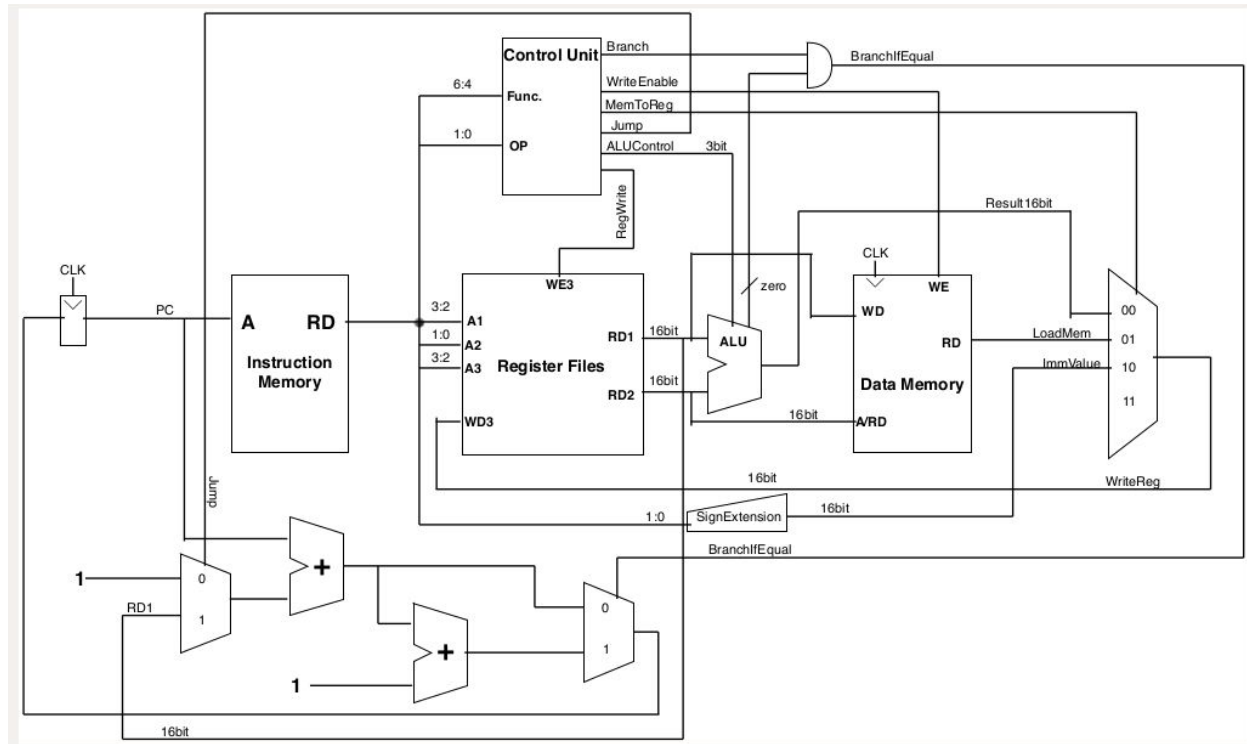 Control Unit
Branch
BranchIfEqual
6:4
Func.
WriteEnable
MemToReg
Jump
1:0
OP
ALUControl
3bit
RegWrite
Result16bit
CLK
PC
A
RD
Instruction
Memory
WE3
3:2
A1
1:0
A2
3:2
A3
Register Files
WD3
RD1
16bit
RD2
16bit
zero
ALU
CLK
WE
WD
RD
Data Memory
16bit
A/RD
LoadMem
ImmValue
00
01
10
11
16bit
WriteReg
Jump
1:0
SignExtension
16bit
BranchIfEqual
1
0
RD1
1
+
+
1
0
1
16bit